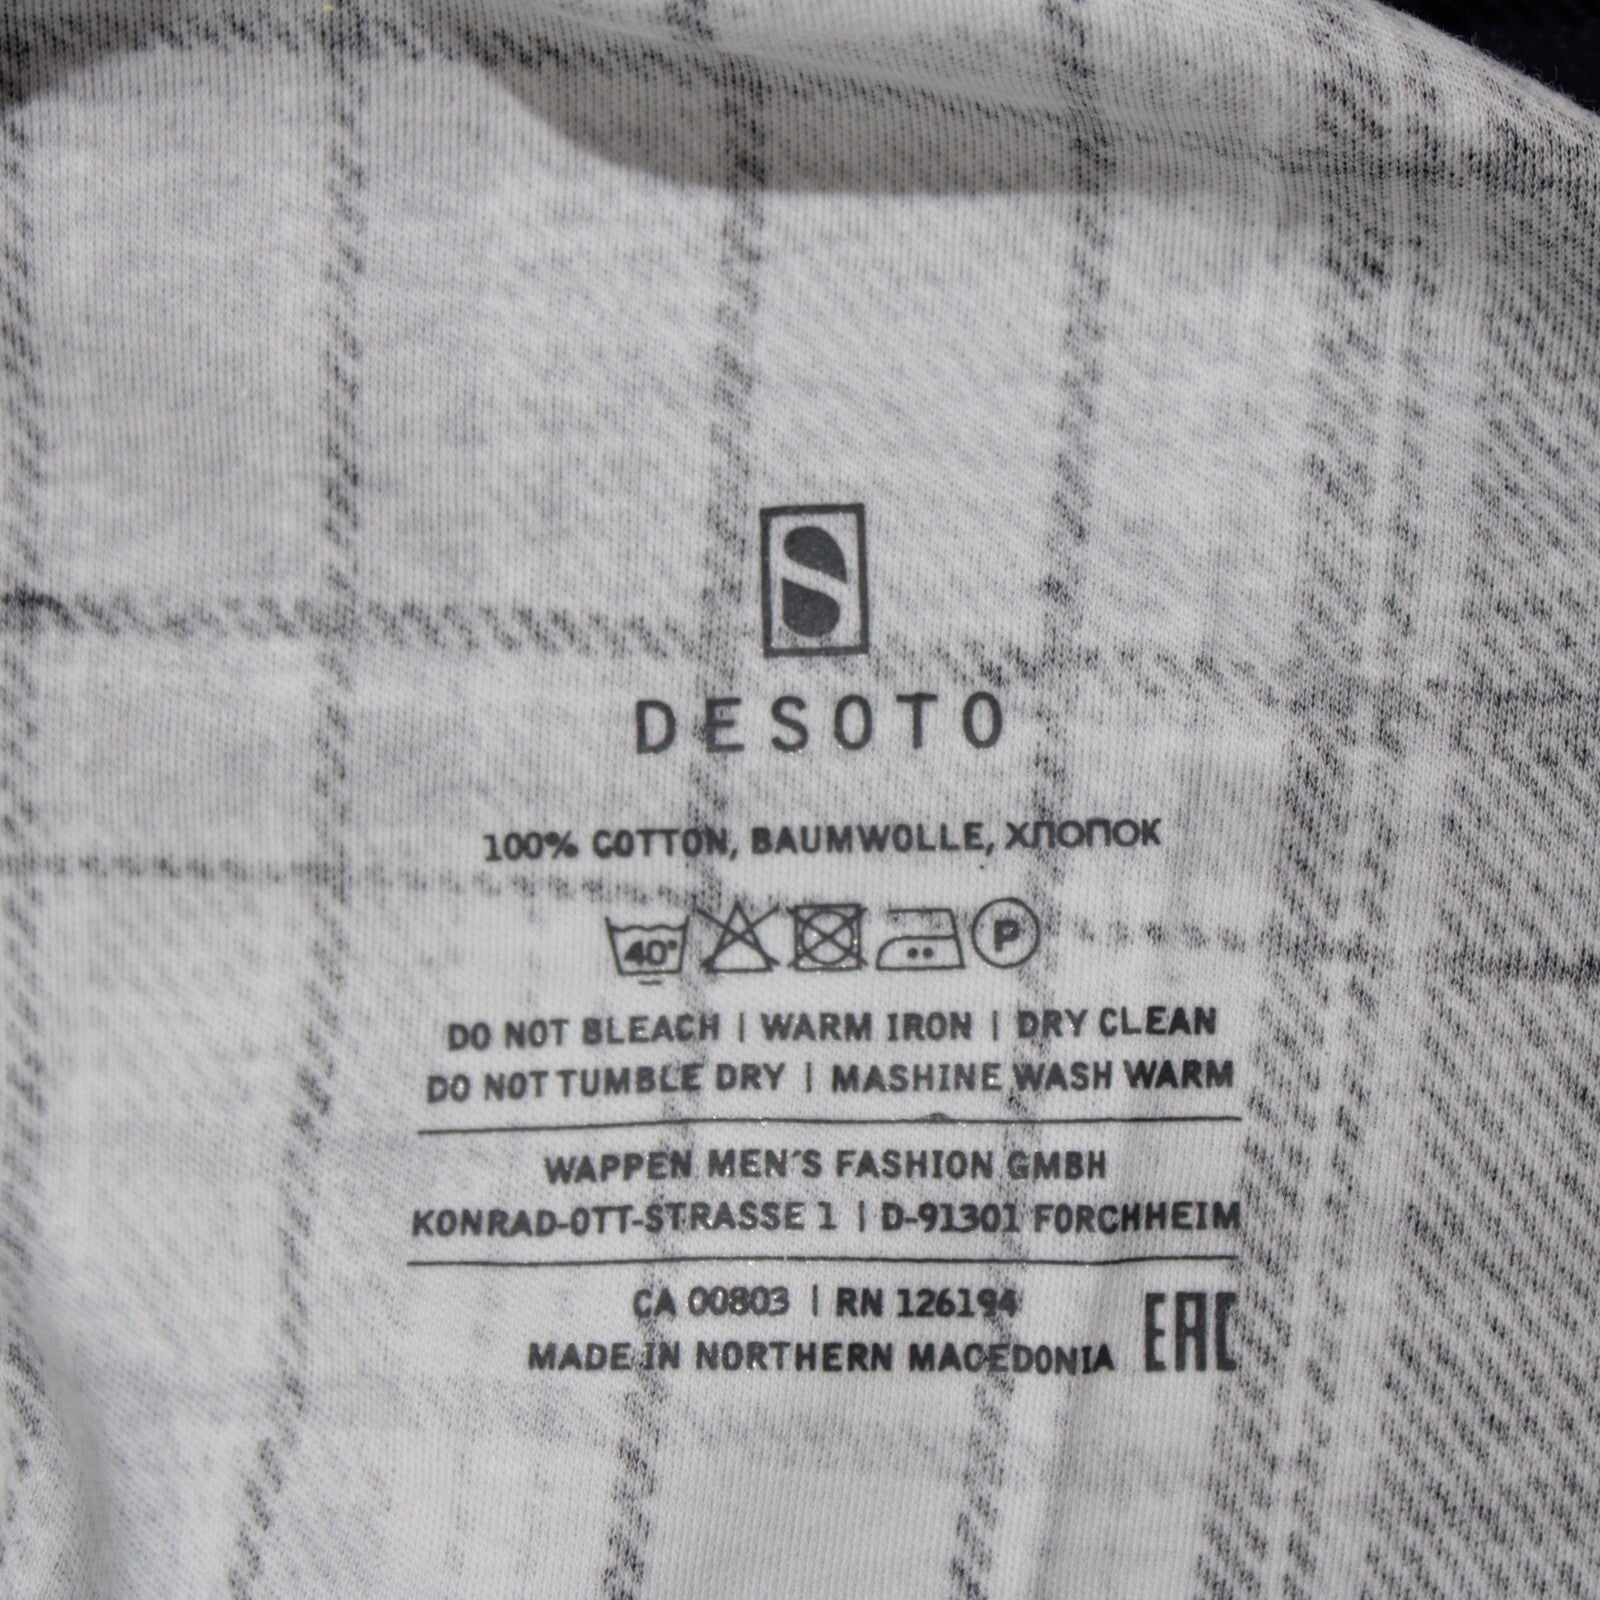 DESOTO
100% COTTON, BAUMWOLLE, ХЛОПОК
40° P
DO NOT BLEACH | WARM IRON | DRY CLEAN
DO NOT TUMBLE DRY | MASHINE WASH WARM
WAPPEN MEN´S FASHION GMBH
KONRAD-OTT-STRASSE 1 | D-91301 FORCHHEIM
CA 00803 | RN 126194
MADE IN NORTHERN MACEDONIA EAC